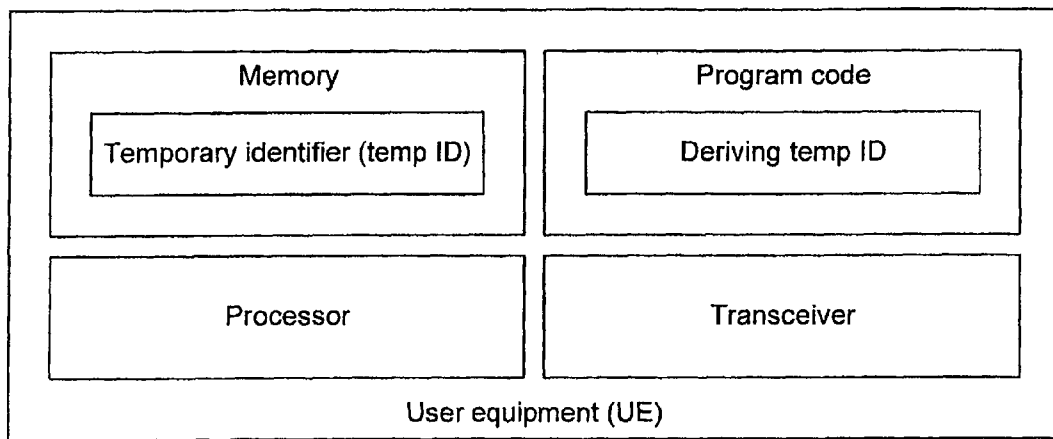 Memory
Program code
Temporary identifier (temp ID)
Deriving temp ID
Processor
Transceiver
User equipment (UE)